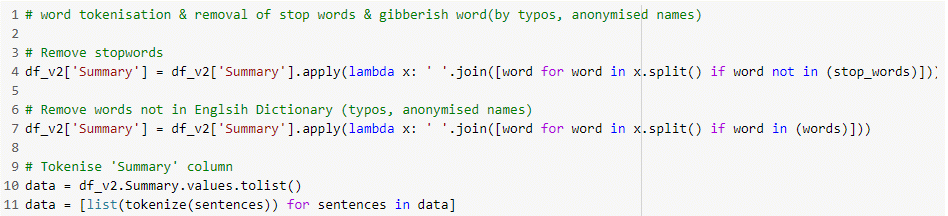 1 # word tokenisation & removal of stop words & gibberish word(by typos, anonymised names)
2
3 # Remove stopwords
4 df_v2['Summary'] = df_v2['Summary'].apply(lambda x: ' '.join([word for word in x.split() if word not in (stop_words)]))
5
6 # Remove words not in Englsih Dictionary (typos, anonymised names)
7 df_v2['Summary'] = df_v2['Summary'].apply(lambda x: ' '.join([word for word in x.split() if word in (words)]))
8
9 # Tokenise 'Summary' column
10 data = df_v2.Summary.values.tolist()
11 data = [list(tokenize(sentences)) for sentences in data]